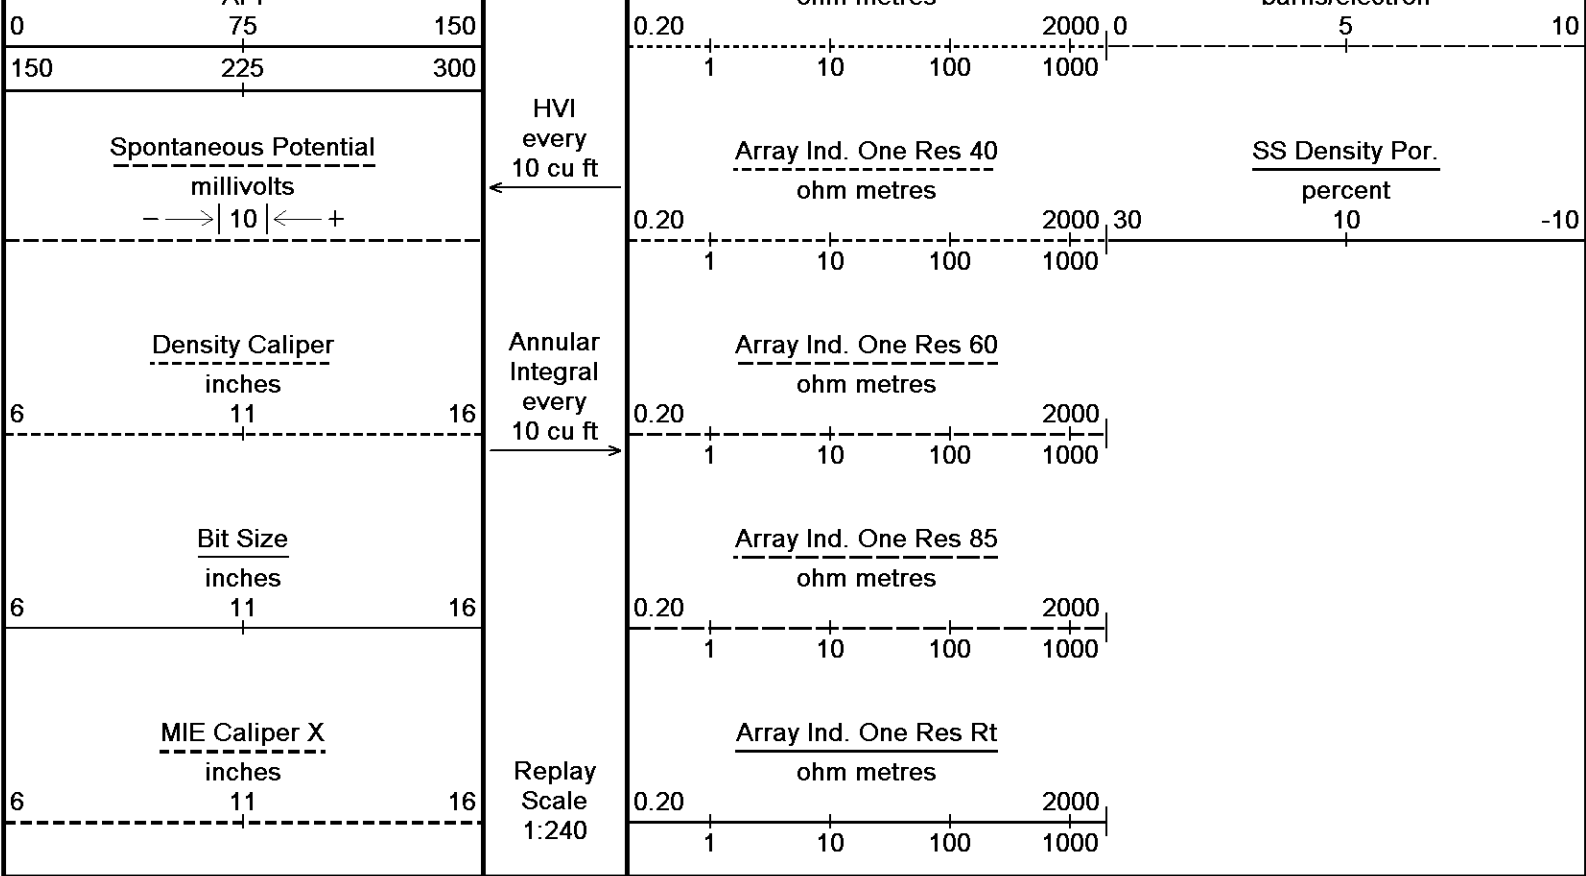 API
0 75 150
150 225 300
Spontaneous Potential
millivolts
− 10 +
Density Caliper
inches
6 11 16
Bit Size
inches
6 11 16
MIE Caliper X
inches
6 11 16
HVI
every
10 cu ft
Annular
Integral
every
10 cu ft
Replay
Scale
1:240
ohm metres
0.20 2000
1 10 100 1000
Array Ind. One Res 40
ohm metres
0.20 2000
1 10 100 1000
Array Ind. One Res 60
ohm metres
0.20 2000
1 10 100 1000
Array Ind. One Res 85
ohm metres
0.20 2000
1 10 100 1000
Array Ind. One Res Rt
ohm metres
0.20 2000
1 10 100 1000
barns/electron
0 5 10
SS Density Por.
percent
30 10 -10